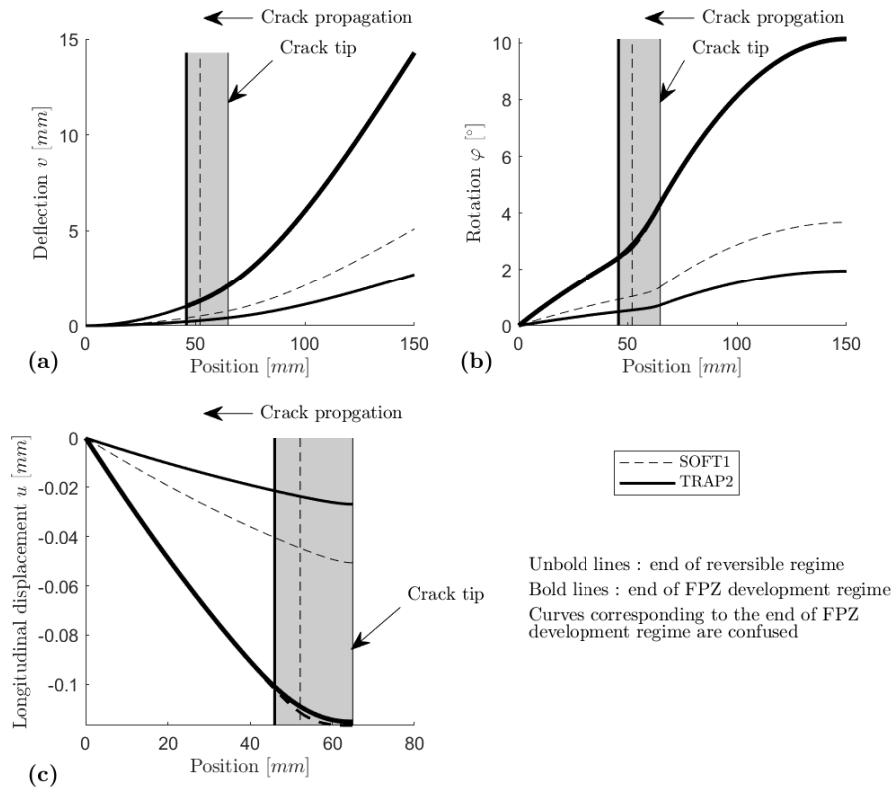 Crack propagation
Crack tip
15
10
5
0
0
50
100
150
Deflection v [mm]
Position [mm]
(a)
Crack propagation
Crack tip
10
8
6
4
2
0
0
50
100
150
Rotation φ [°]
Position [mm]
(b)
Crack propgation
Crack tip
0
-0.02
-0.04
-0.06
-0.08
-0.1
0
20
40
60
80
Longitudinal displacement u [mm]
Position [mm]
(c)
SOFT1
TRAP2
Unbold lines : end of reversible regime
Bold lines : end of FPZ development regime
Curves corresponding to the end of FPZ
development regime are confused